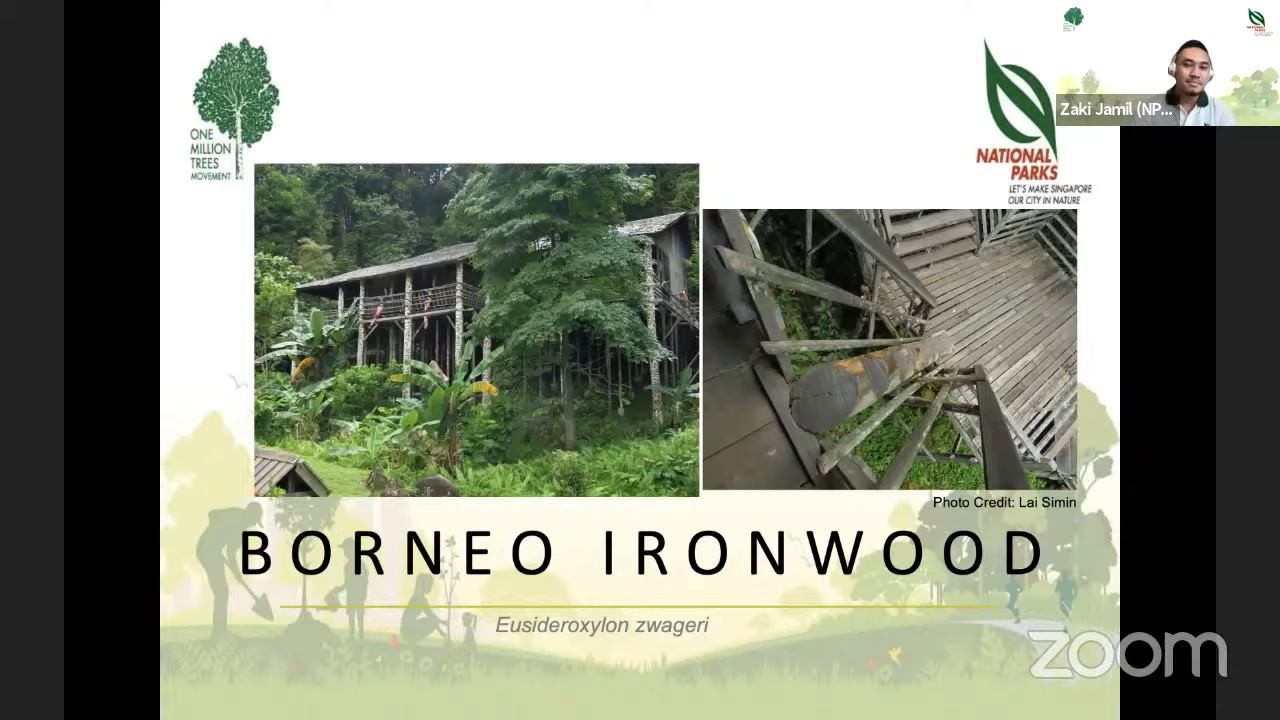 ONE
MILLION
TREES
MOVEMENT
NATIONAL
PARKS
LET'S MAKE SINGAPORE
OUR CITY IN NATURE
Zaki Jamil (NP...
Photo Credit: Lai Simin
BORNEO IRONWOOD
Eusideroxylon zwageri
zoom